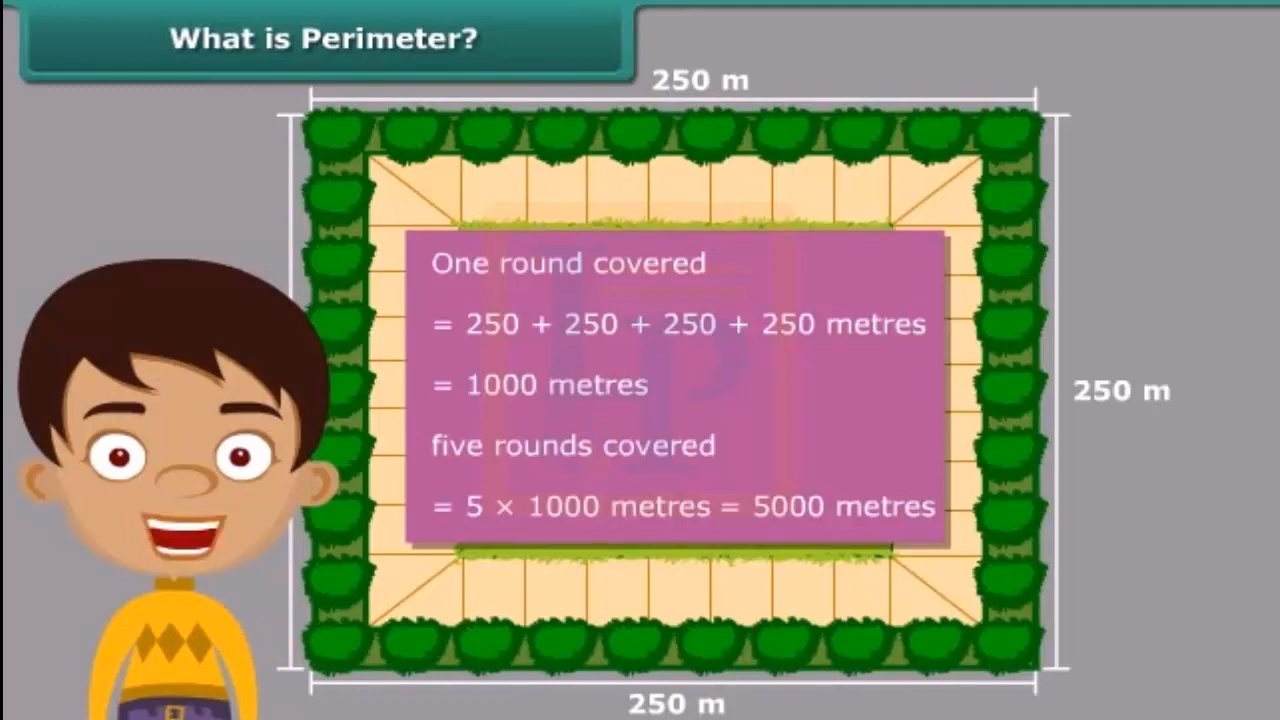 What is Perimeter?
250 m
One round covered
= 250 + 250 + 250 + 250 metres
= 1000 metres
250 m
five rounds covered
= 5 × 1000 metres = 5000 metres
250 m